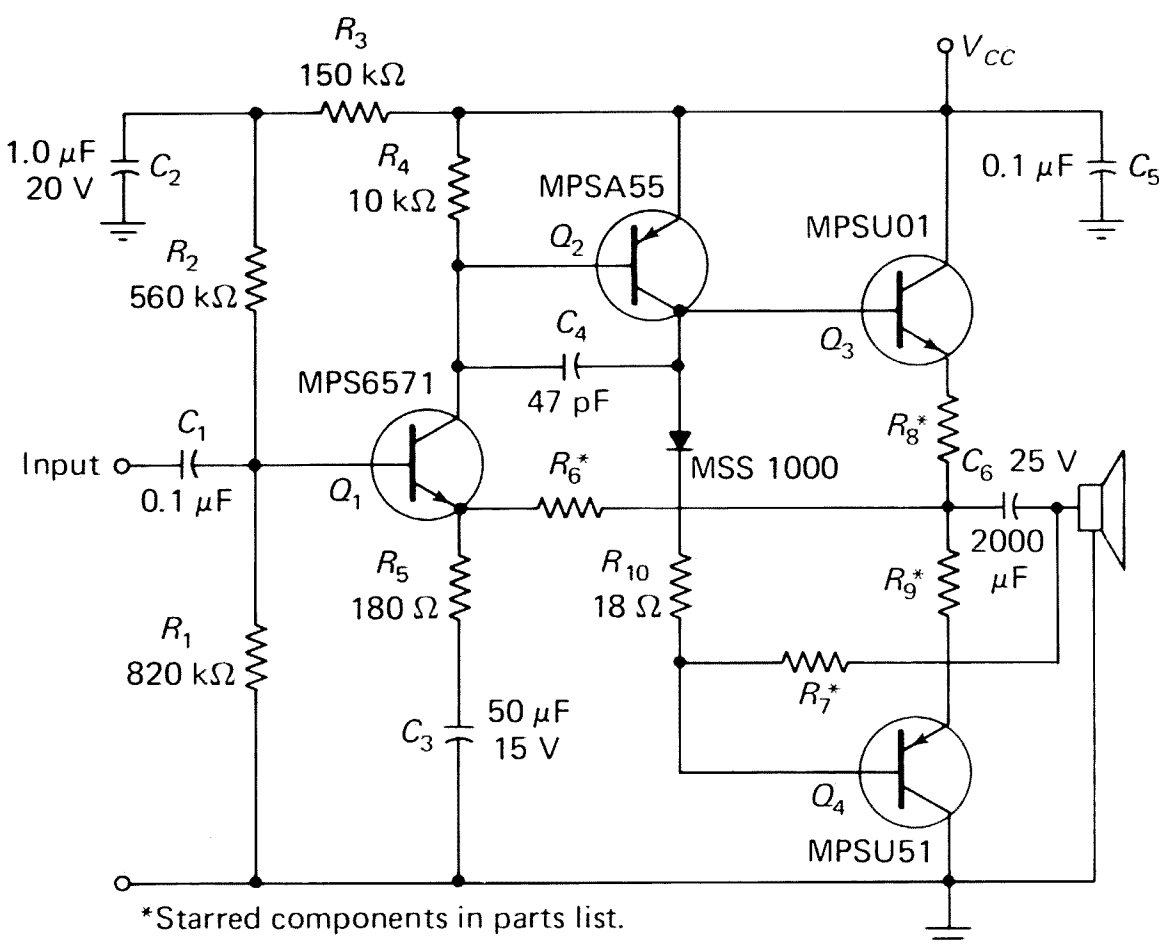 R3
150 kΩ
VCC
1.0 μF
20 V
C2
R4
10 kΩ
MPSA55
0.1 μF
C5
Q2
MPSU01
R2
560 kΩ
C4
Q3
MPS6571
47 pF
R8*
C1
Input
R6*
MSS 1000
C6
25 V
0.1 μF
Q1
2000
μF
R5
180 Ω
R10
18 Ω
R9*
R1
820 kΩ
R7*
C3
50 μF
15 V
Q4
MPSU51
*Starred components in parts list.